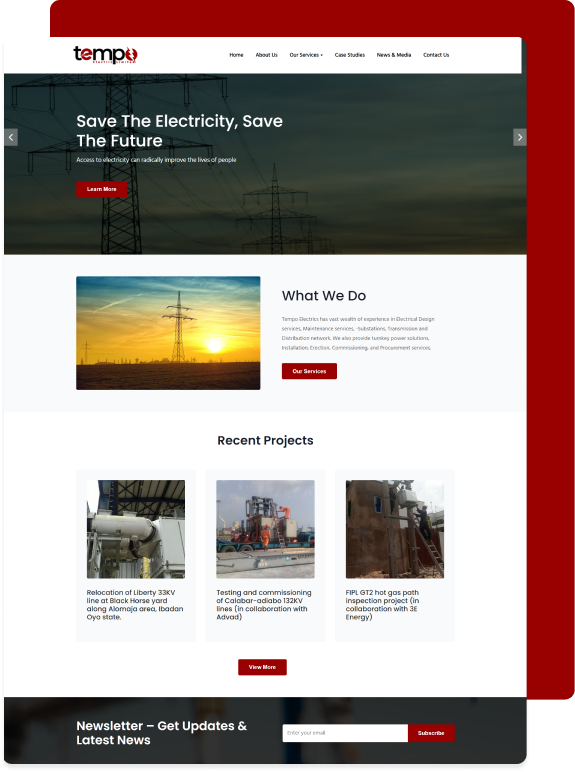 tempo
Electrics Limited
Home About Us Our Services Case Studies News & Media Contact Us
Save The Electricity, Save
The Future
Access to electricity can radically improve the lives of people
Learn More
What We Do
Tempo Electrics has vast wealth of experience in Electrical Design
services, Maintenance services, -Substations, Transmission and
Distribution network. We also provide turnkey power solutions,
Installation, Erection, Commissioning, and Procurement services.
Our Services
Recent Projects
Relocation of Liberty 33KV
line at Black Horse yard
along Alomaja area, Ibadan
Oyo state.
Testing and commissioning
of Calabar-adiabo 132KV
lines (in collaboration with
Advad)
FIPL GT2 hot gas path
inspection project (in
collaboration with 3E
Energy)
View More
Newsletter – Get Updates &
Latest News
Enter your email
Subscribe